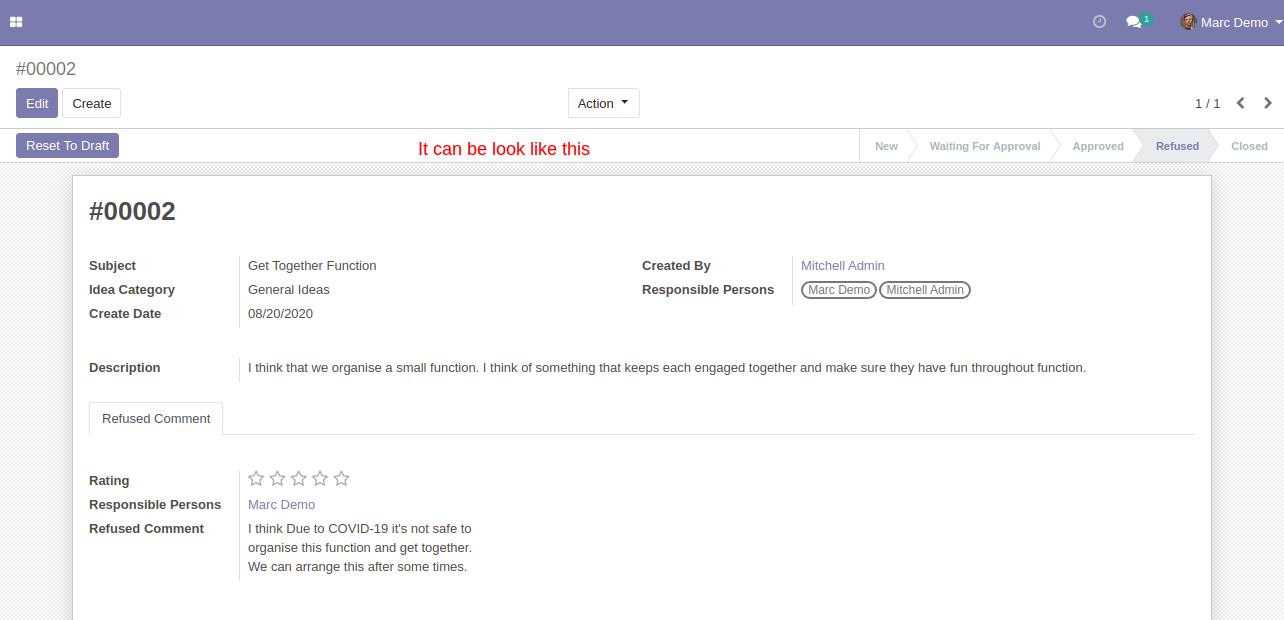 1
Marc Demo
#00002
Edit
Create
Action
1 / 1
Reset To Draft
It can be look like this
New
Waiting For Approval
Approved
Refused
Closed
#00002
Subject
Get Together Function
Created By
Mitchell Admin
Idea Category
General Ideas
Responsible Persons
Marc Demo
Mitchell Admin
Create Date
08/20/2020
Description
I think that we organise a small function. I think of something that keeps each engaged together and make sure they have fun throughout function.
Refused Comment
Rating
Responsible Persons
Marc Demo
Refused Comment
I think Due to COVID-19 it's not safe to
organise this function and get together.
We can arrange this after some times.